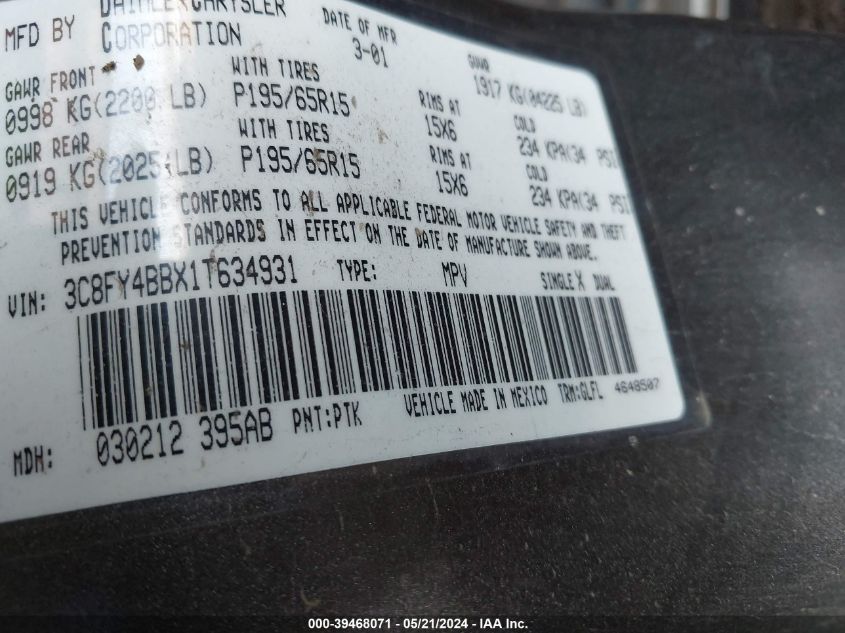 MFD BY DAIMLERCHRYSLER CORPORATION DATE OF MFR 3-01 GVWR 1917 KG(04225 LB)
GAWR FRONT WITH TIRES RIMS AT COLD
0998 KG(2200 LB) P195/65R15 15X6 234 KPA(34 PSI
GAWR REAR WITH TIRES RIMS AT COLD
0919 KG(2025 LB) P195/65R15 15X6 234 KPA(34 PSI
THIS VEHICLE CONFORMS TO ALL APPLICABLE FEDERAL MOTOR VEHICLE SAFETY AND THEFT
PREVENTION STANDARDS IN EFFECT ON THE DATE OF MANUFACTURE SHOWN ABOVE.
VIN: 3C8FY4BBX1T634931 TYPE: MPV SINGLE X DUAL
MDH: 030212 395AB PNT:PTK VEHICLE MADE IN MEXICO TRM:GLFL 4648507
000-39468071 - 05/21/2024 - IAA Inc.